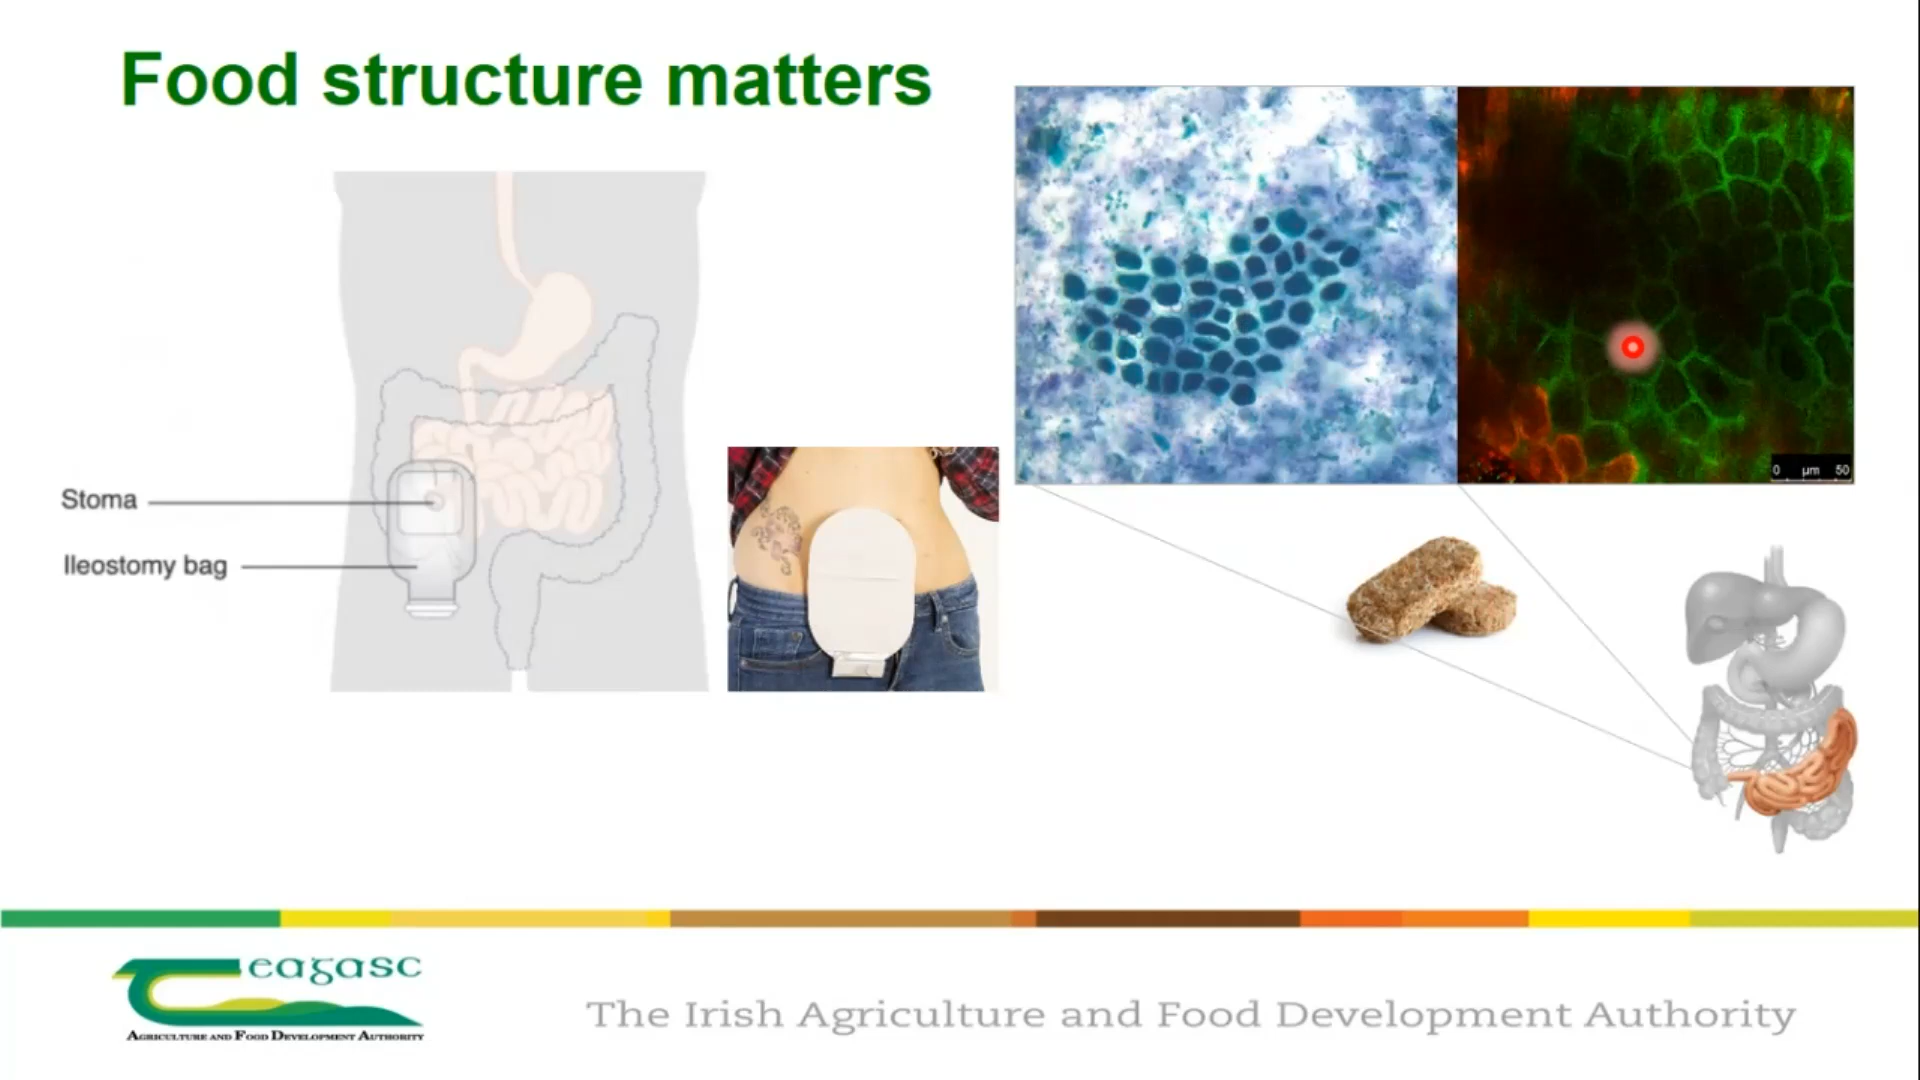 Food structure matters
Stoma
Ileostomy bag
0 µm 50
Teagasc
AGRICULTURE AND FOOD DEVELOPMENT AUTHORITY
The Irish Agriculture and Food Development Authority